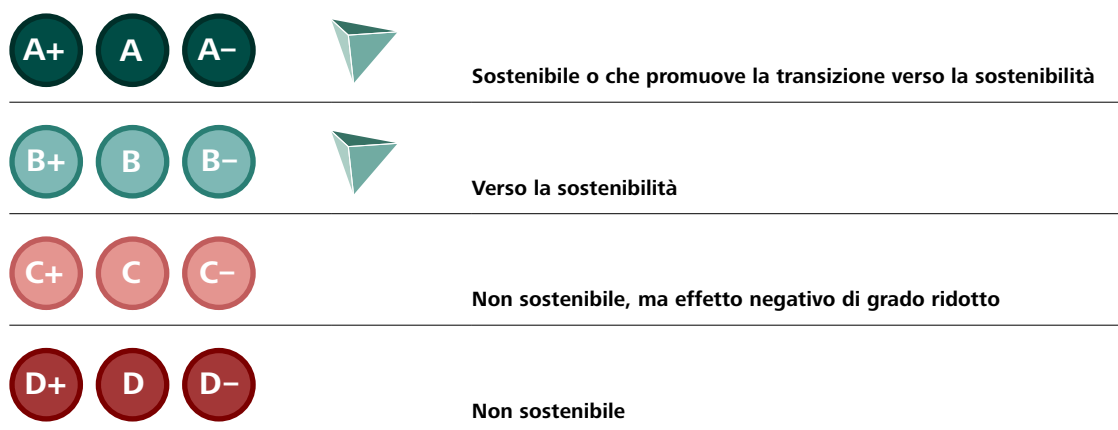 A+ A A−
Sostenibile o che promuove la transizione verso la sostenibilità
B+ B B−
Verso la sostenibilità
C+ C C−
Non sostenibile, ma effetto negativo di grado ridotto
D+ D D−
Non sostenibile